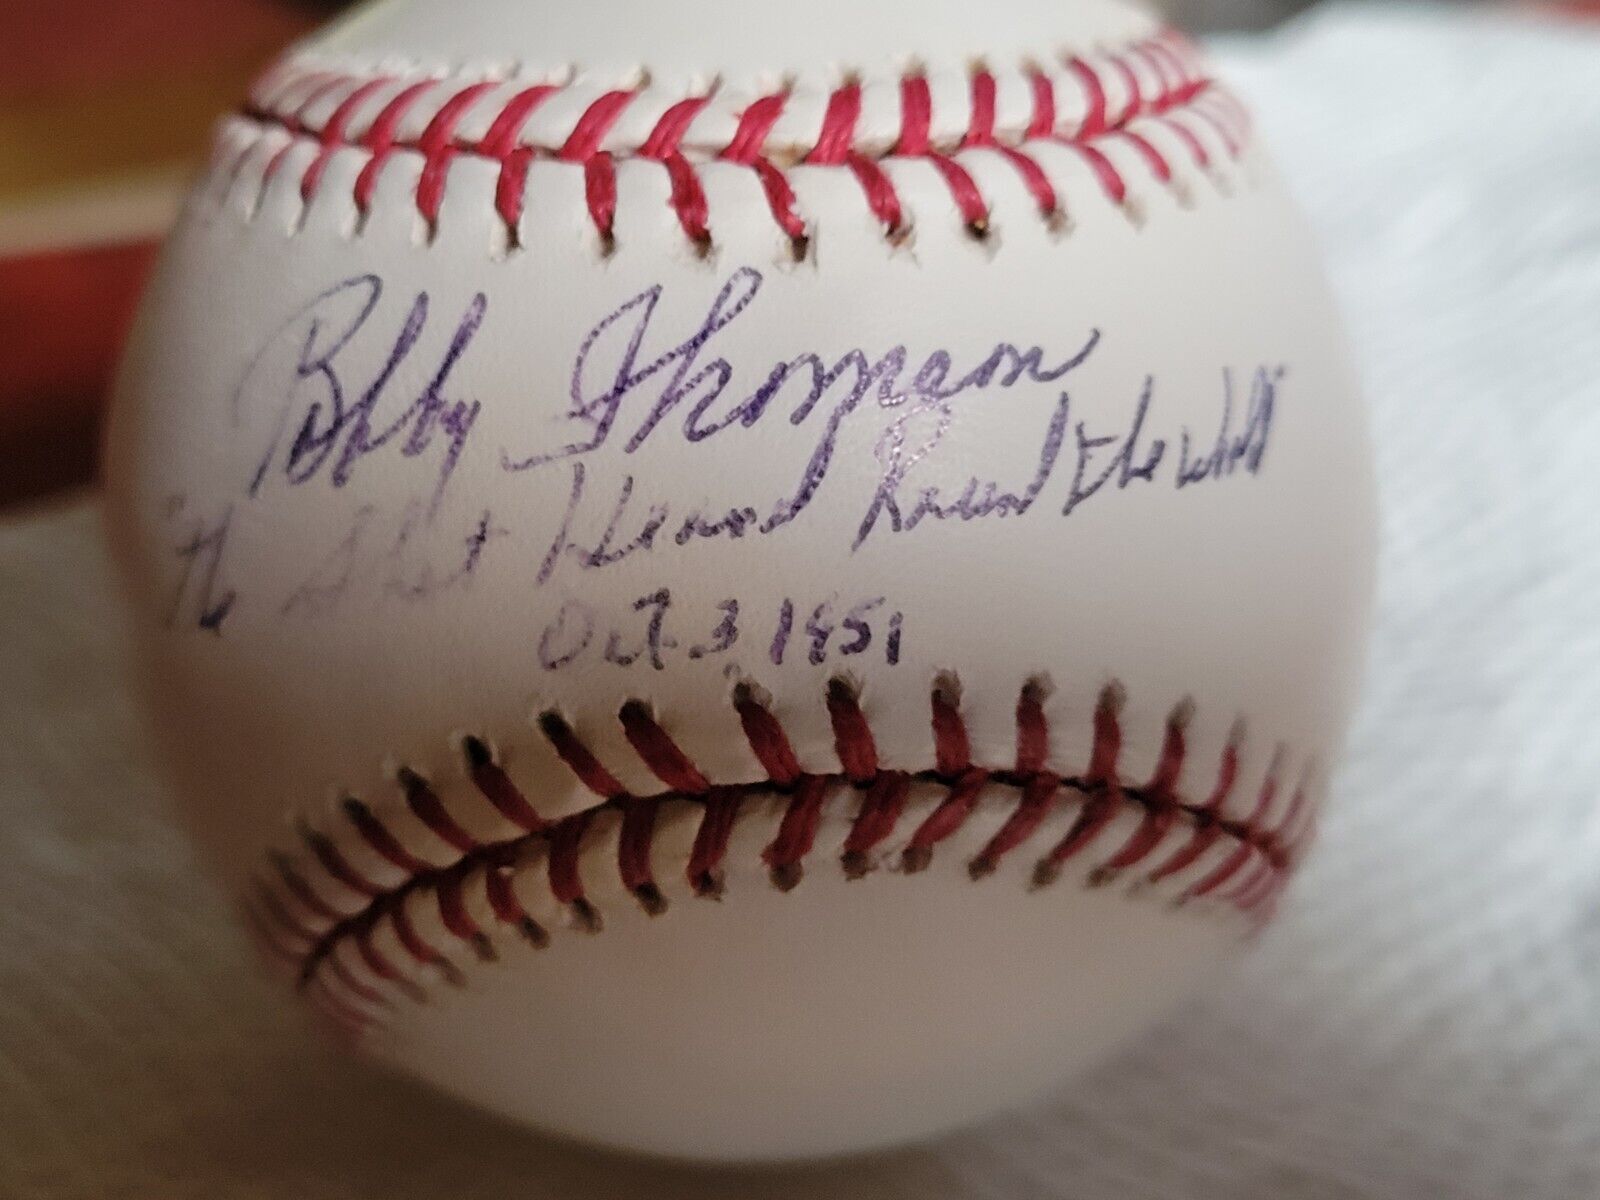 Bobby Thomson
"The Shot Heard Round the World"
Oct. 3, 1951